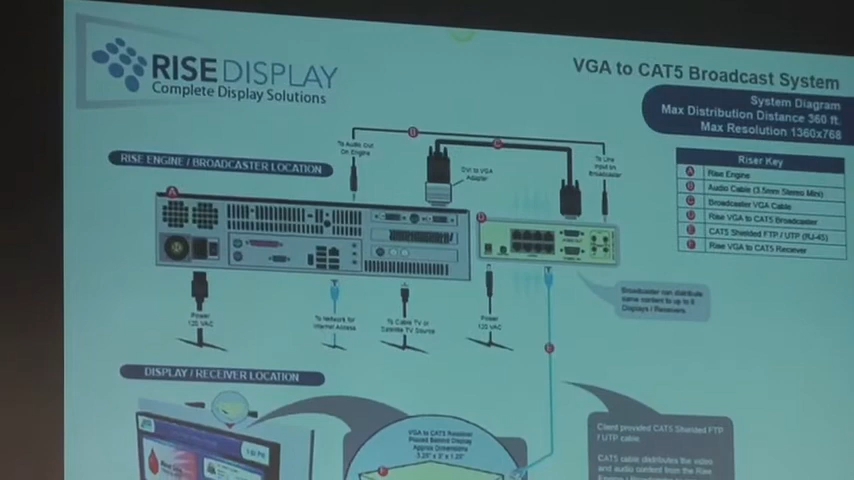 RISEDISPLAY
Complete Display Solutions
VGA to CAT5 Broadcast System
System Diagram
Max Distribution Distance 360 ft.
Max Resolution 1360x768
Riser Key
A Rise Engine
B Audio Cable (3.5mm Stereo Mini)
C Broadcaster VGA Cable
D Rise VGA to CAT5 Broadcaster
E CAT5 Shielded FTP / UTP (RJ-45)
F Rise VGA to CAT5 Receiver
RISE ENGINE / BROADCASTER LOCATION
To Audio Out
On Engine
B
C
DVI to VGA
Adapter
To Line
Input on
Broadcaster
A
D
Power
120 VAC
To Network for
Internet Access
To Cable TV or
Satellite TV Source
Power
120 VAC
Broadcaster can distribute
same content to up to 8
Displays / Receivers.
E
DISPLAY / RECEIVER LOCATION
VGA to CAT5 Receiver
Placed Behind Display
Approx Dimensions
F
Client provided CAT5 Shielded FTP
/ UTP cable.
CAT5 cable distributes the video
and audio content from the Rise